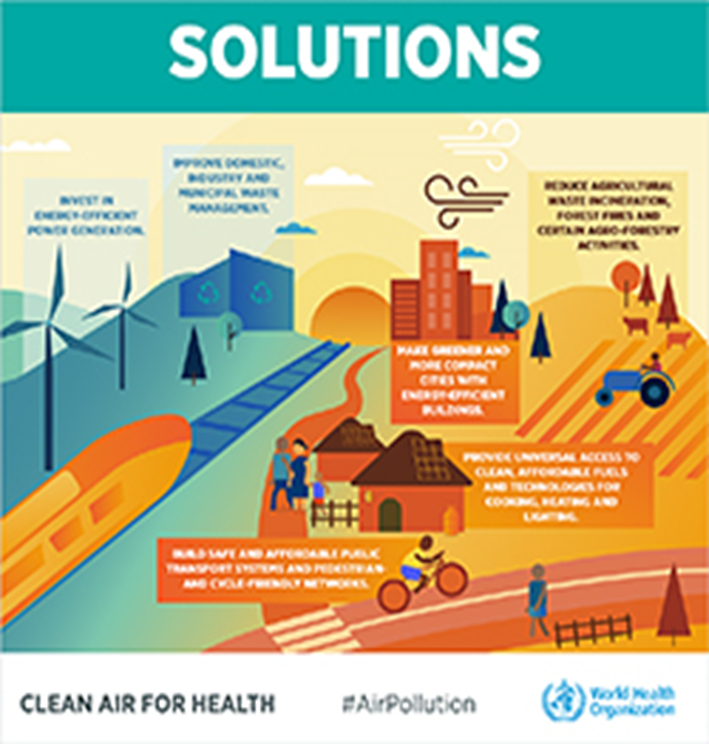 SOLUTIONS
INVEST IN
ENERGY-EFFICIENT
POWER GENERATION.
IMPROVE DOMESTIC,
INDUSTRY AND
MUNICIPAL WASTE
MANAGEMENT.
REDUCE AGRICULTURAL
WASTE INCINERATION,
FOREST FIRES AND
CERTAIN AGRO-FORESTRY
ACTIVITIES.
MAKE GREENER AND
MORE COMPACT
CITIES WITH
ENERGY-EFFICIENT
BUILDINGS.
PROVIDE UNIVERSAL ACCESS TO
CLEAN, AFFORDABLE FUELS
AND TECHNOLOGIES FOR
COOKING, HEATING AND
LIGHTING.
BUILD SAFE AND AFFORDABLE PUBLIC
TRANSPORT SYSTEMS AND PEDESTRIAN-
AND CYCLE-FRIENDLY NETWORKS.
CLEAN AIR FOR HEALTH
#AirPollution
World Health
Organization